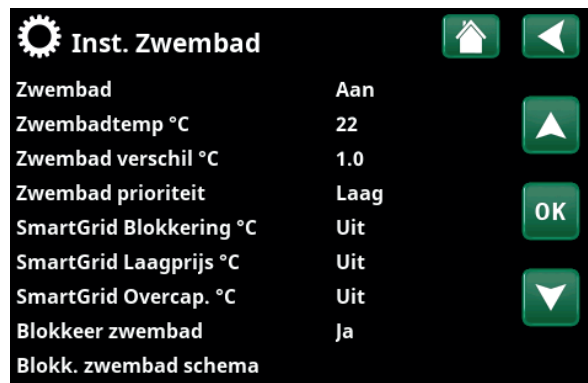 Inst. Zwembad
Zwembad Aan
Zwembadtemp °C 22
Zwembad verschil °C 1.0
Zwembad prioriteit Laag
OK
SmartGrid Blokkering °C Uit
SmartGrid Laagprijs °C Uit
SmartGrid Overcap. °C Uit
Blokkeer zwembad Ja
Blokk. zwembad schema